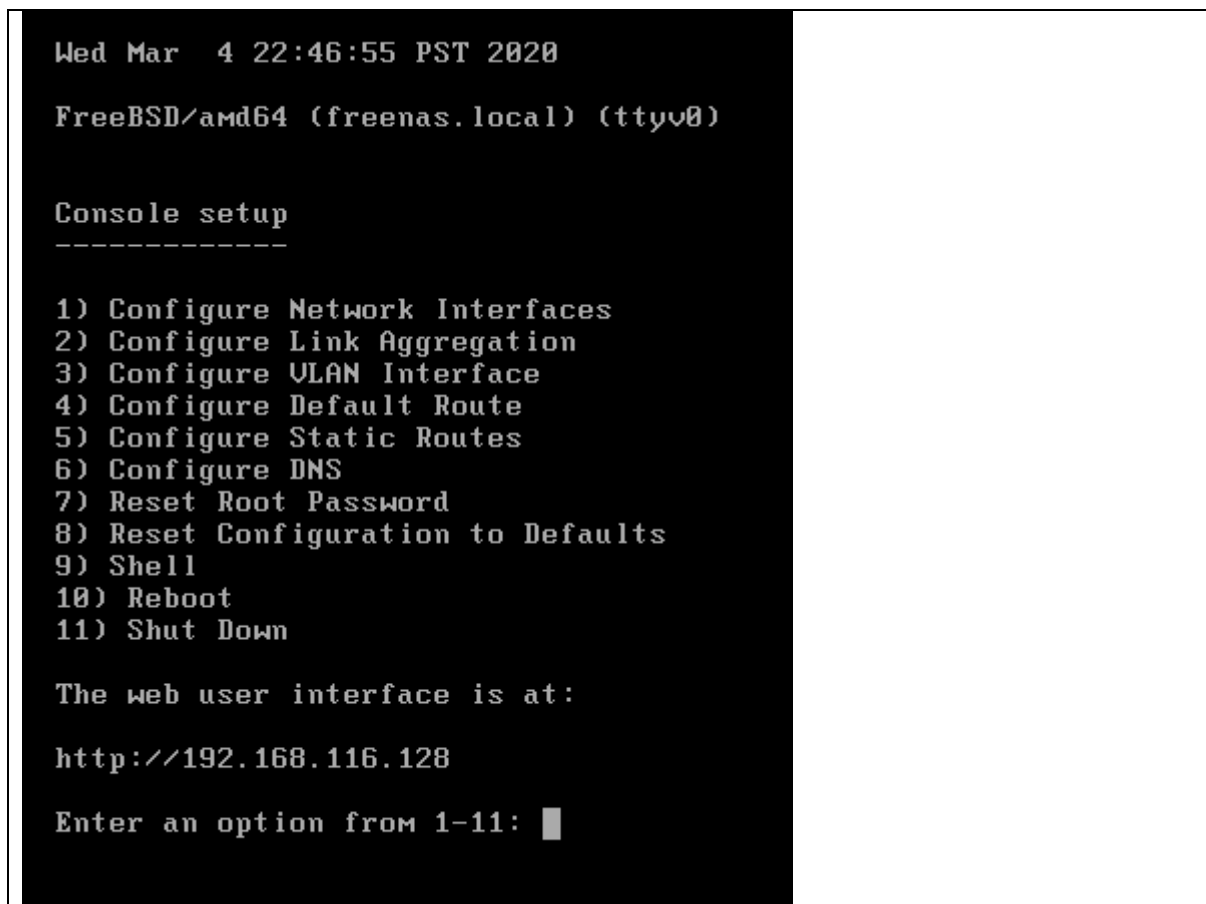 Wed Mar  4 22:46:55 PST 2020
FreeBSD/amd64 (freenas.local) (ttyv0)
Console setup
-------------
1) Configure Network Interfaces
2) Configure Link Aggregation
3) Configure VLAN Interface
4) Configure Default Route
5) Configure Static Routes
6) Configure DNS
7) Reset Root Password
8) Reset Configuration to Defaults
9) Shell
10) Reboot
11) Shut Down
The web user interface is at:
http://192.168.116.128
Enter an option from 1-11: